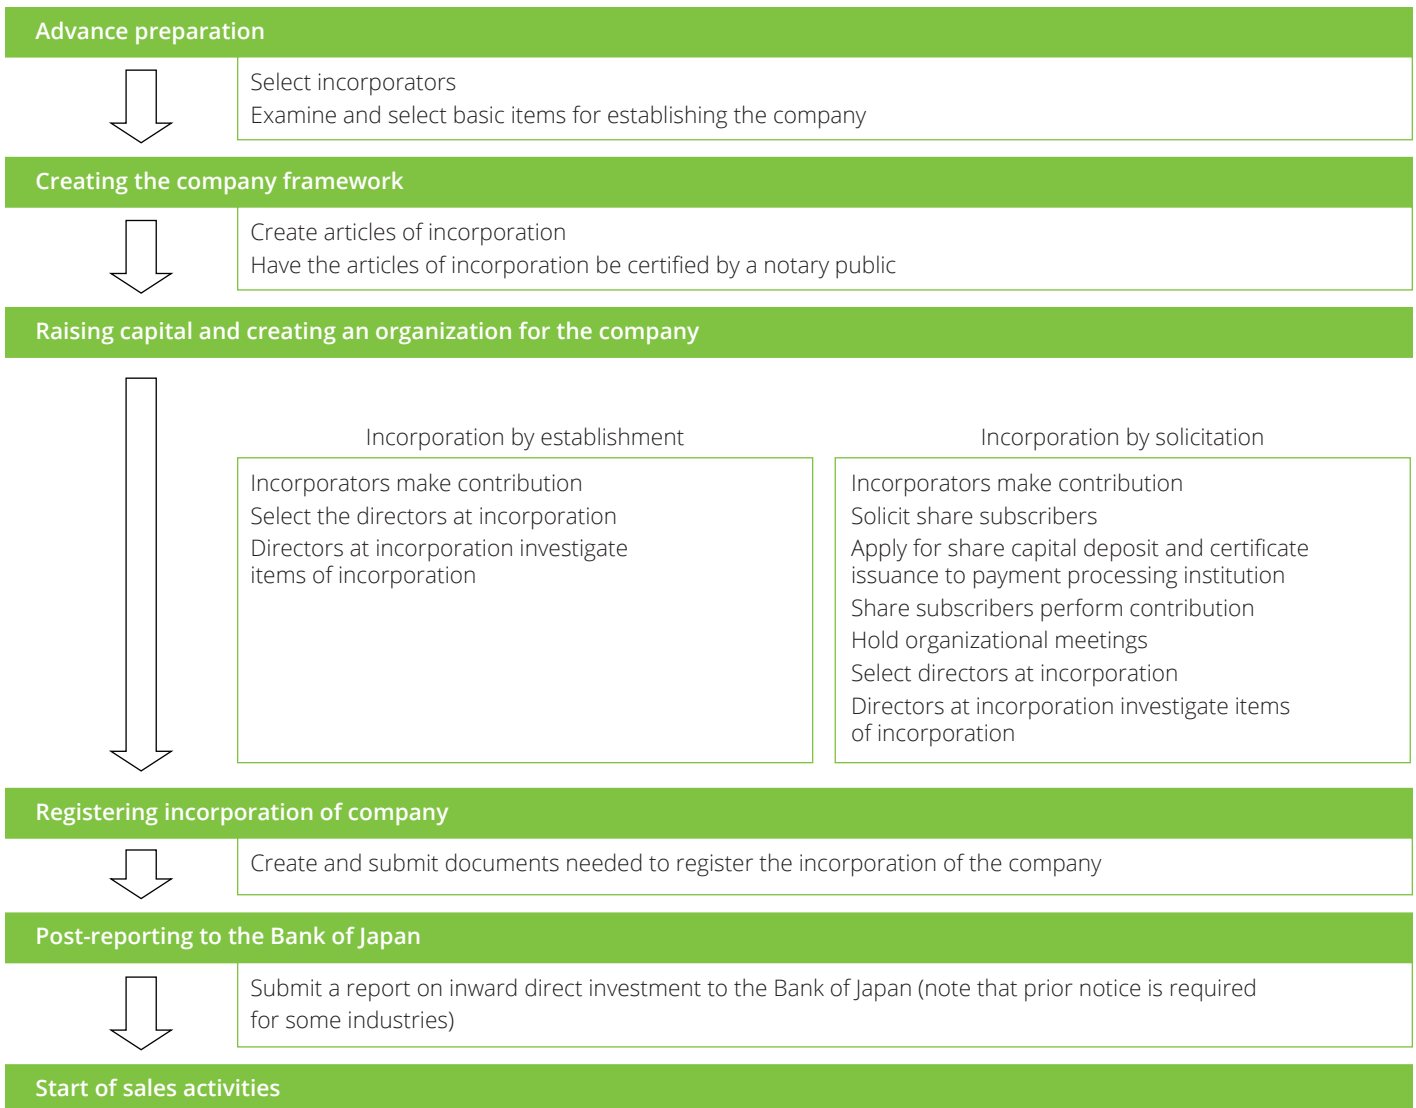 Advance preparation
Select incorporators
Examine and select basic items for establishing the company
Creating the company framework
Create articles of incorporation
Have the articles of incorporation be certified by a notary public
Raising capital and creating an organization for the company
Incorporation by establishment
Incorporators make contribution
Select the directors at incorporation
Directors at incorporation investigate
items of incorporation
Incorporation by solicitation
Incorporators make contribution
Solicit share subscribers
Apply for share capital deposit and certificate
issuance to payment processing institution
Share subscribers perform contribution
Hold organizational meetings
Select directors at incorporation
Directors at incorporation investigate items
of incorporation
Registering incorporation of company
Create and submit documents needed to register the incorporation of the company
Post-reporting to the Bank of Japan
Submit a report on inward direct investment to the Bank of Japan (note that prior notice is required
for some industries)
Start of sales activities